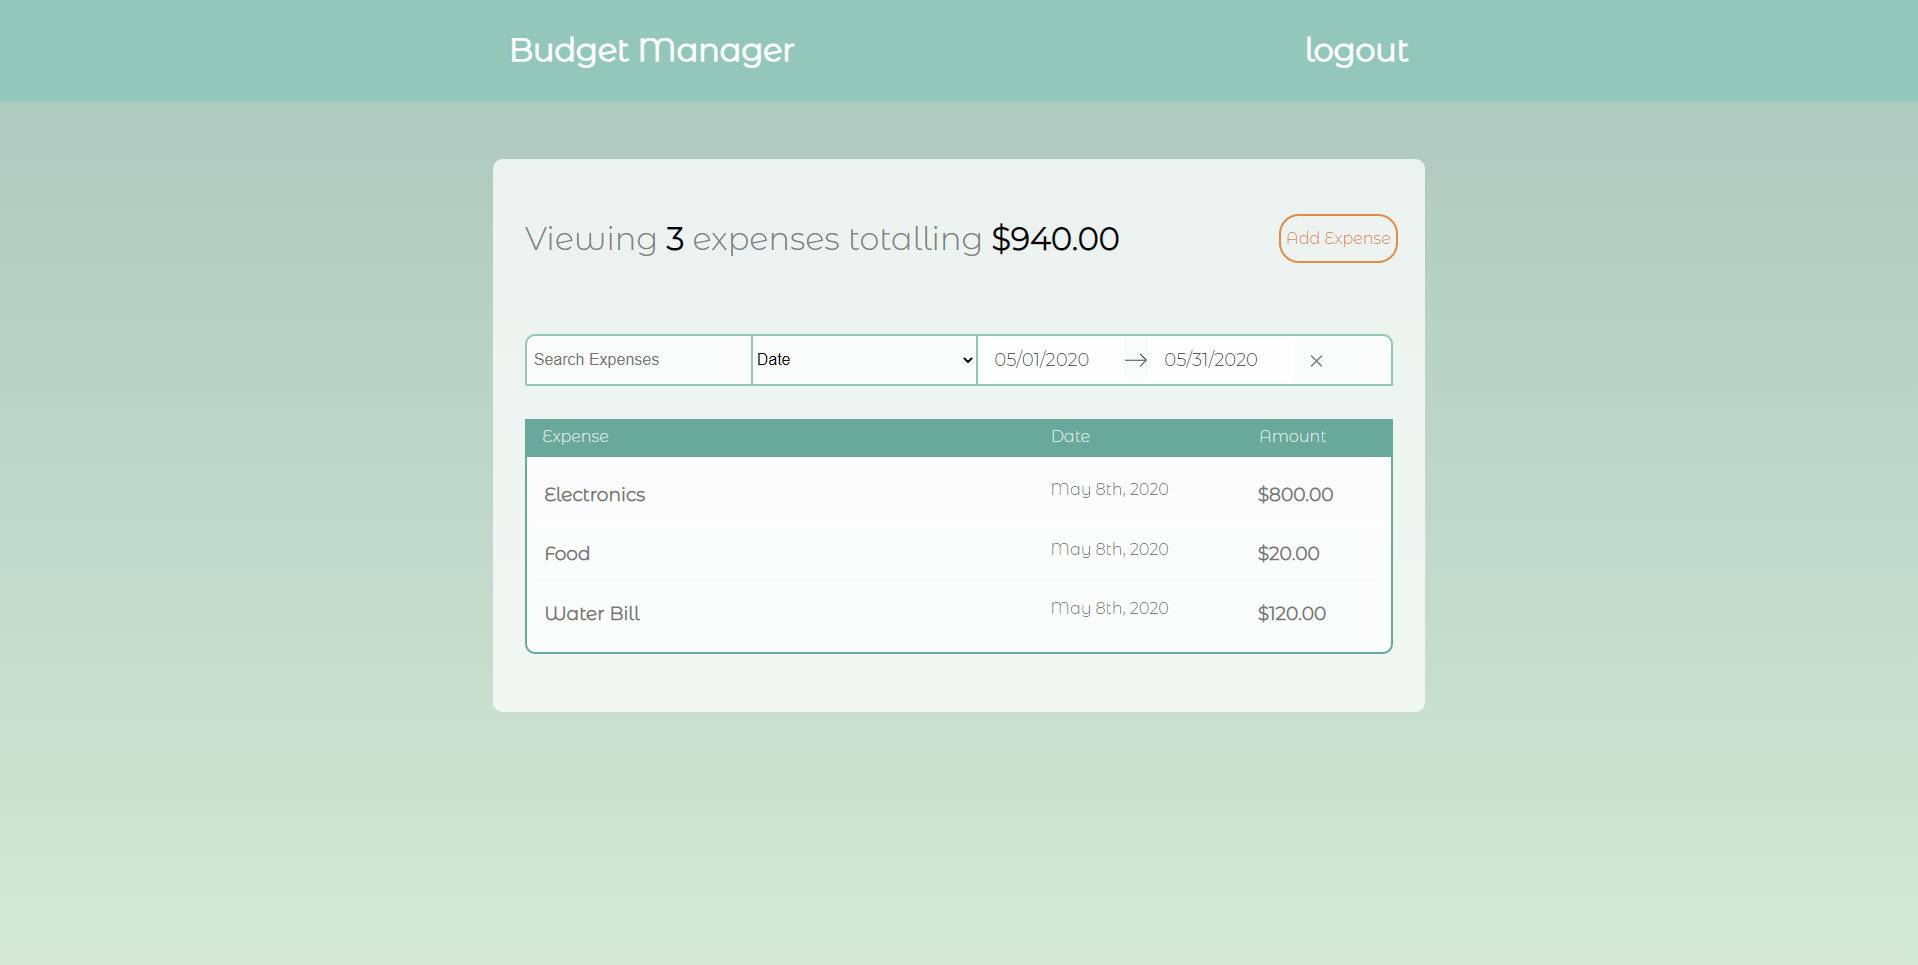 Budget Manager logout
Viewing 3 expenses totalling $940.00 Add Expense
Search Expenses Date 05/01/2020 → 05/31/2020 ×
Expense Date Amount
Electronics May 8th, 2020 $800.00
Food May 8th, 2020 $20.00
Water Bill May 8th, 2020 $120.00